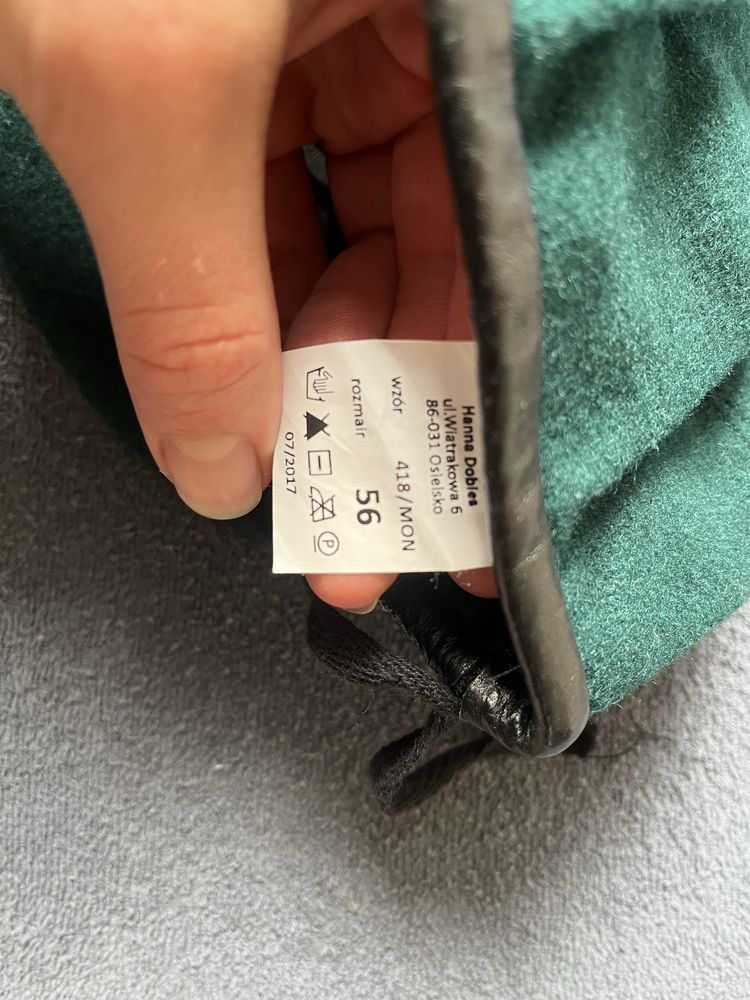 Hanna Dobies
ul.Wiatrakowa 6
86-031 Osielsko
wzór 418/MON
rozmair 56
P
07/2017